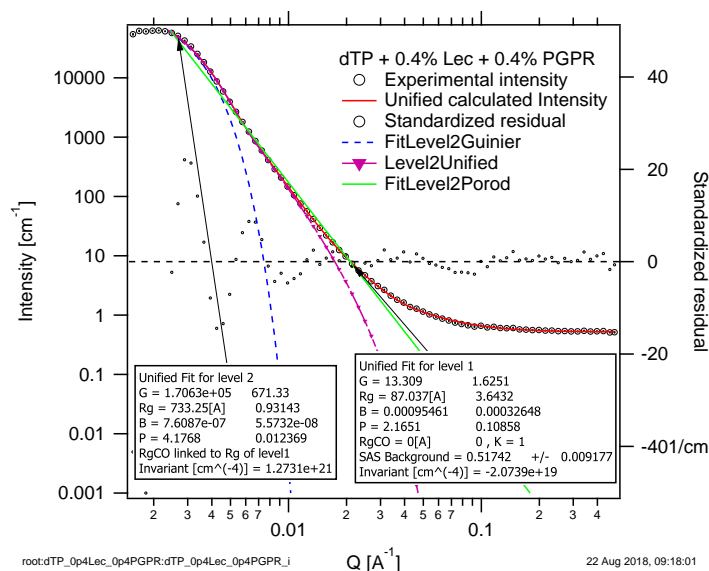 dTP + 0.4% Lec + 0.4% PGPR
Experimental intensity
Unified calculated Intensity
Standardized residual
FitLevel2Guinier
Level2Unified
FitLevel2Porod
Intensity [cm⁻¹]
10000
1000
100
10
1
0.1
0.01
0.001
Standardized residual
40
20
0
-20
-401/cm
Unified Fit for level 2
G = 1.7063e+05 671.33
Rg = 733.25[A] 0.93143
B = 7.6087e-07 5.5732e-08
P = 4.1768 0.012369
RgCO linked to Rg of level1
Invariant [cm^(-4)] = 1.2731e+21
Unified Fit for level 1
G = 13.309 1.6251
Rg = 87.037[A] 3.6432
B = 0.00095461 0.00032648
P = 2.1651 0.10858
RgCO = 0[A] 0 , K = 1
SAS Background = 0.51742 +/- 0.009177
Invariant [cm^(-4)] = -2.0739e+19
2 3 4 5 6 7 8 0.01 2 3 4 5 6 7 8 0.1 2 3 4 5
Q [A⁻¹]
root:dTP_0p4Lec_0p4PGPR:dTP_0p4Lec_0p4PGPR_i
22 Aug 2018, 09:18:01